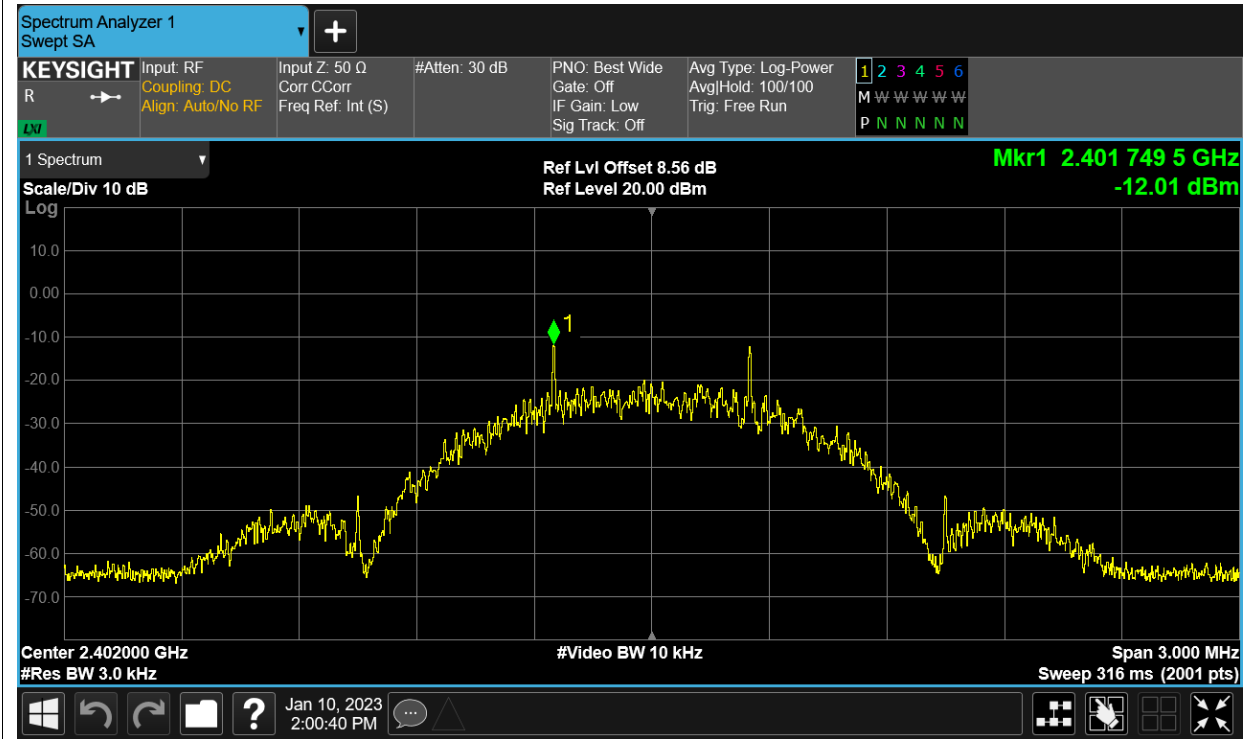 Spectrum Analyzer 1
Swept SA
KEYSIGHT
R
LXI
Input: RF
Coupling: DC
Align: Auto/No RF
Input Z: 50 Ω
Corr CCorr
Freq Ref: Int (S)
#Atten: 30 dB
PNO: Best Wide
Gate: Off
IF Gain: Low
Sig Track: Off
Avg Type: Log-Power
Avg|Hold: 100/100
Trig: Free Run
1 2 3 4 5 6
M W W W W W
P N N N N N
1 Spectrum
Scale/Div 10 dB
Log
Ref Lvl Offset 8.56 dB
Ref Level 20.00 dBm
Mkr1 2.401 749 5 GHz
-12.01 dBm
10.0
0.00
-10.0
-20.0
-30.0
-40.0
-50.0
-60.0
-70.0
1
Center 2.402000 GHz
#Res BW 3.0 kHz
#Video BW 10 kHz
Span 3.000 MHz
Sweep 316 ms (2001 pts)
?
Jan 10, 2023
2:00:40 PM